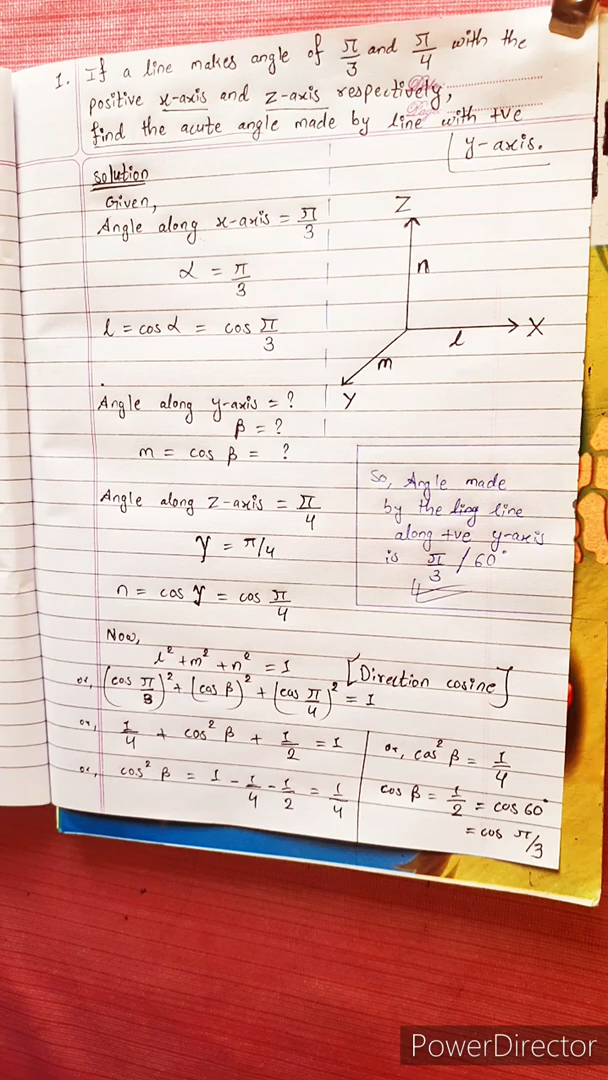 1. If a line makes angle of π/3 and π/4 with the
positive x-axis and z-axis respectively,
find the acute angle made by line with +ve
y-axis.
Solution
Given,
Angle along x-axis = π/3
α = π/3
l = cos α = cos π/3
Z
n
X
l
m
Y
Angle along y-axis = ?
β = ?
m = cos β = ?
Angle along z-axis = π/4
γ = π/4
n = cos γ = cos π/4
So, Angle made
by the line
along +ve y-axis
is π/3 / 60°
Now,
l² + m² + n² = 1 [Direction cosine]
or, (cos π/3)² + (cos β)² + (cos π/4)² = 1
or, 1/4 + cos² β + 1/2 = 1
or, cos² β = 1 - 1/4 - 1/2 = 1/4
or, cos² β = 1/4
cos β = 1/2 = cos 60°
= cos π/3
PowerDirector